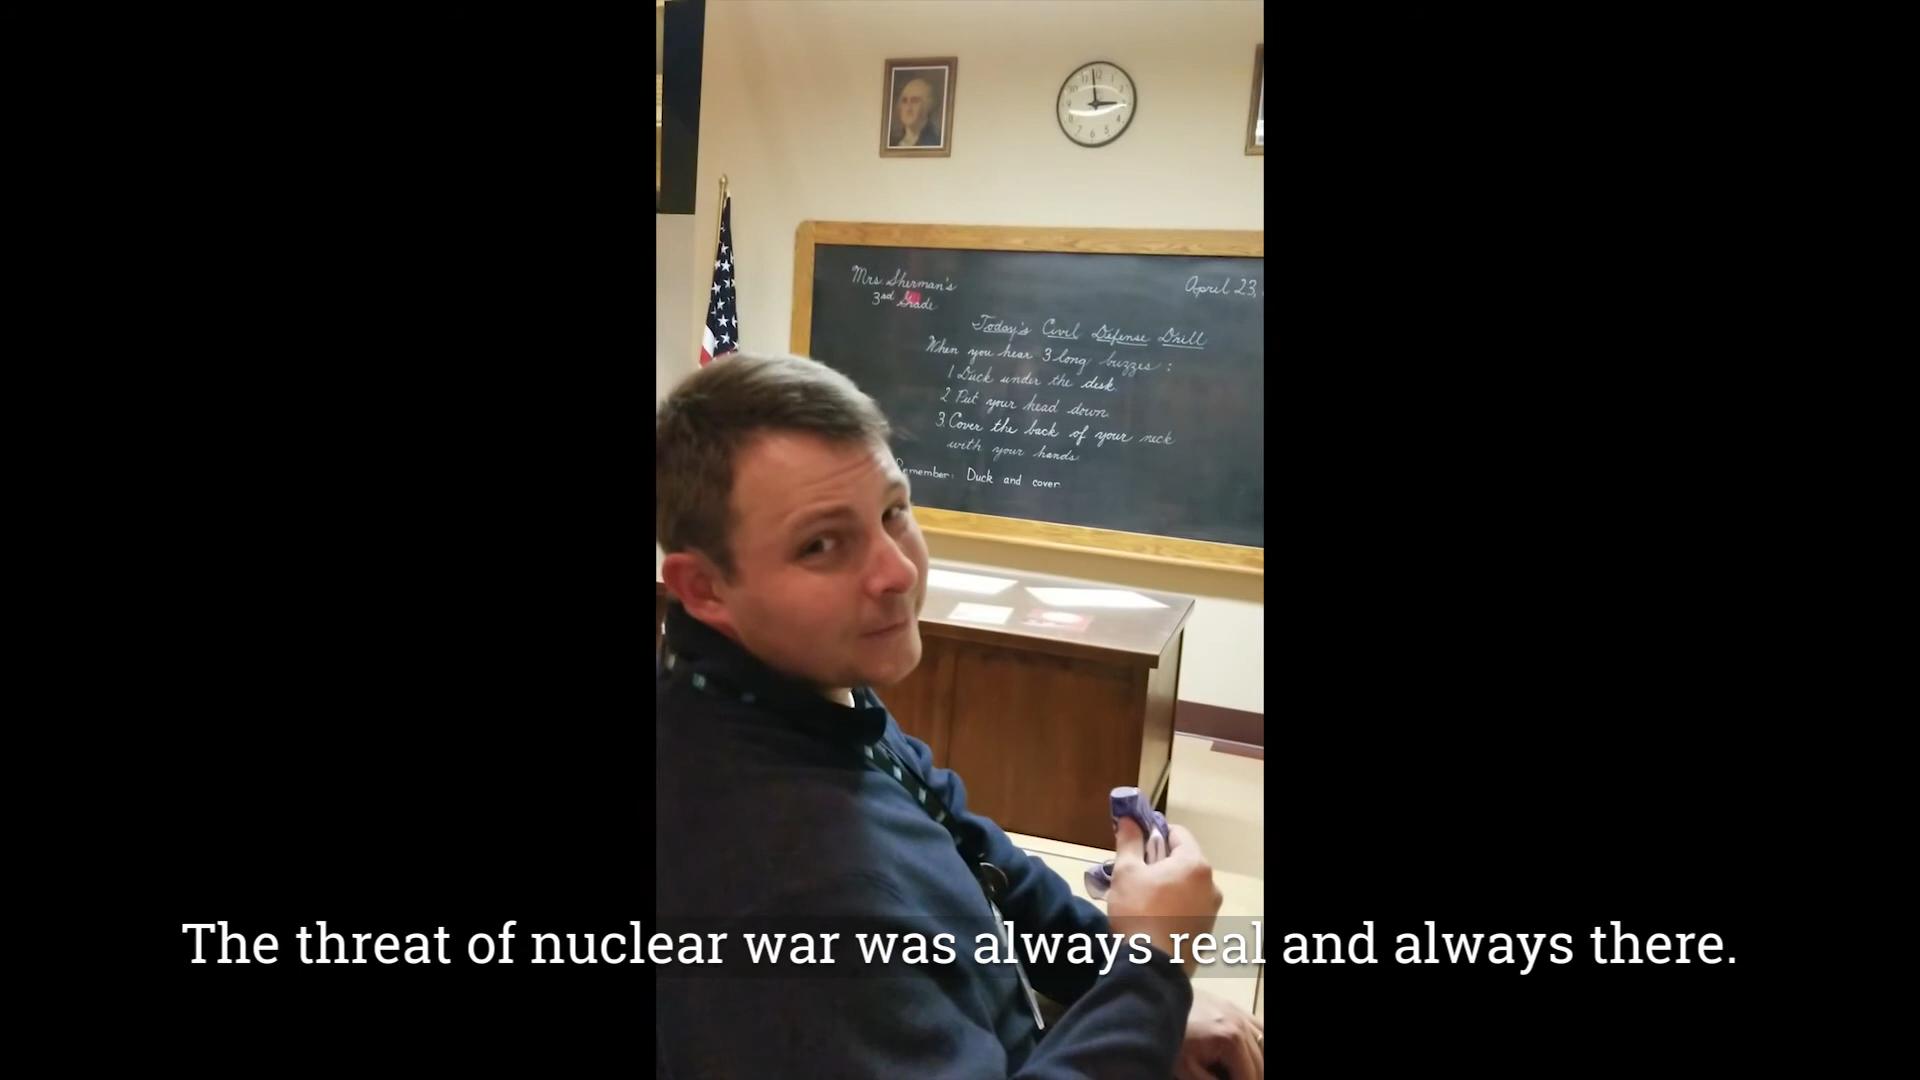 Mrs. Sherman's
3rd Grade
April 23,
Today's Civil Defense Drill
When you hear 3 long buzzes:
1 Duck under the desk.
2 Put your head down.
3. Cover the back of your neck
with your hands
Remember: Duck and cover
The threat of nuclear war was always real and always there.